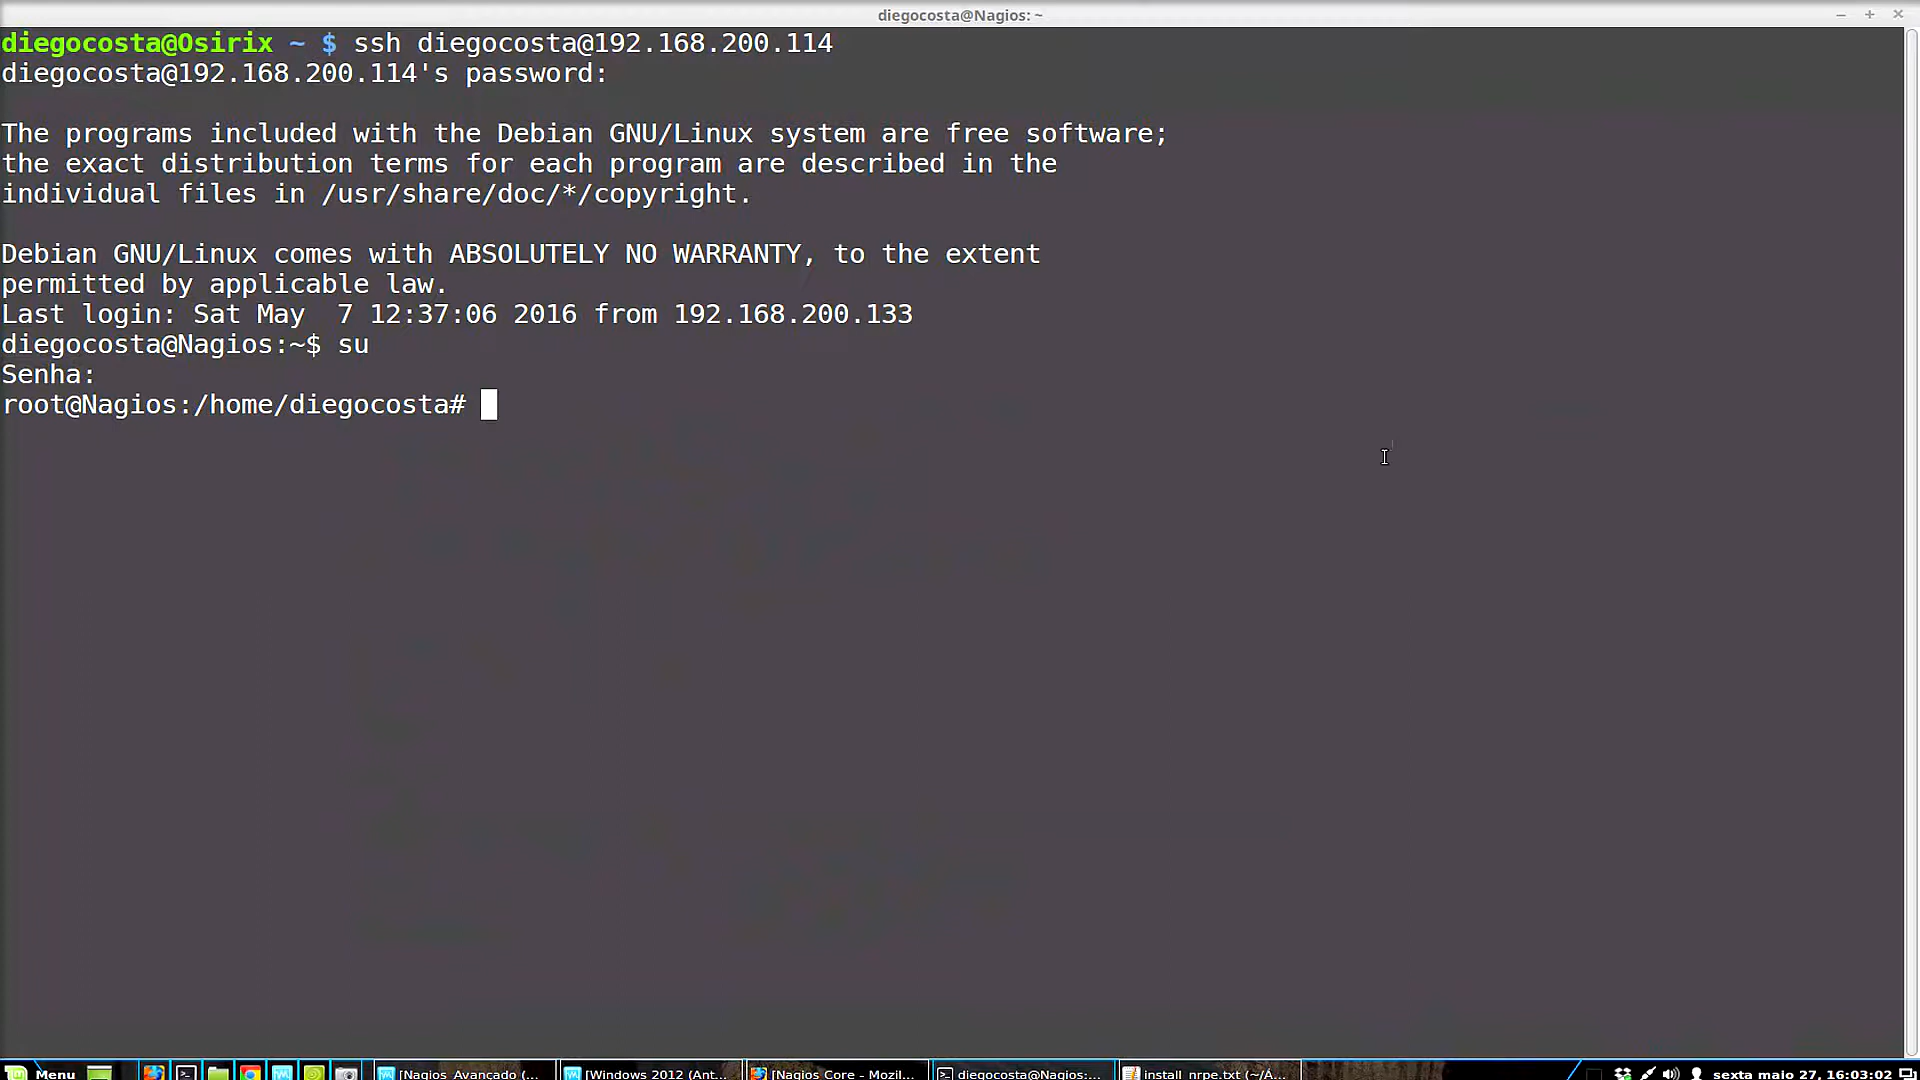 diegocosta@Nagios: ~
diegocosta@Osirix ~ $ ssh diegocosta@192.168.200.114
diegocosta@192.168.200.114's password:
The programs included with the Debian GNU/Linux system are free software;
the exact distribution terms for each program are described in the
individual files in /usr/share/doc/*/copyright.
Debian GNU/Linux comes with ABSOLUTELY NO WARRANTY, to the extent
permitted by applicable law.
Last login: Sat May  7 12:37:06 2016 from 192.168.200.133
diegocosta@Nagios:~$ su
Senha:
root@Nagios:/home/diegocosta#
Menu [Nagios Avançado (... [Windows 2012 (Ant... [Nagios Core - Mozil... diegocosta@Nagios:... install_nrpe.txt (~/Á... sexta maio 27, 16:03:02